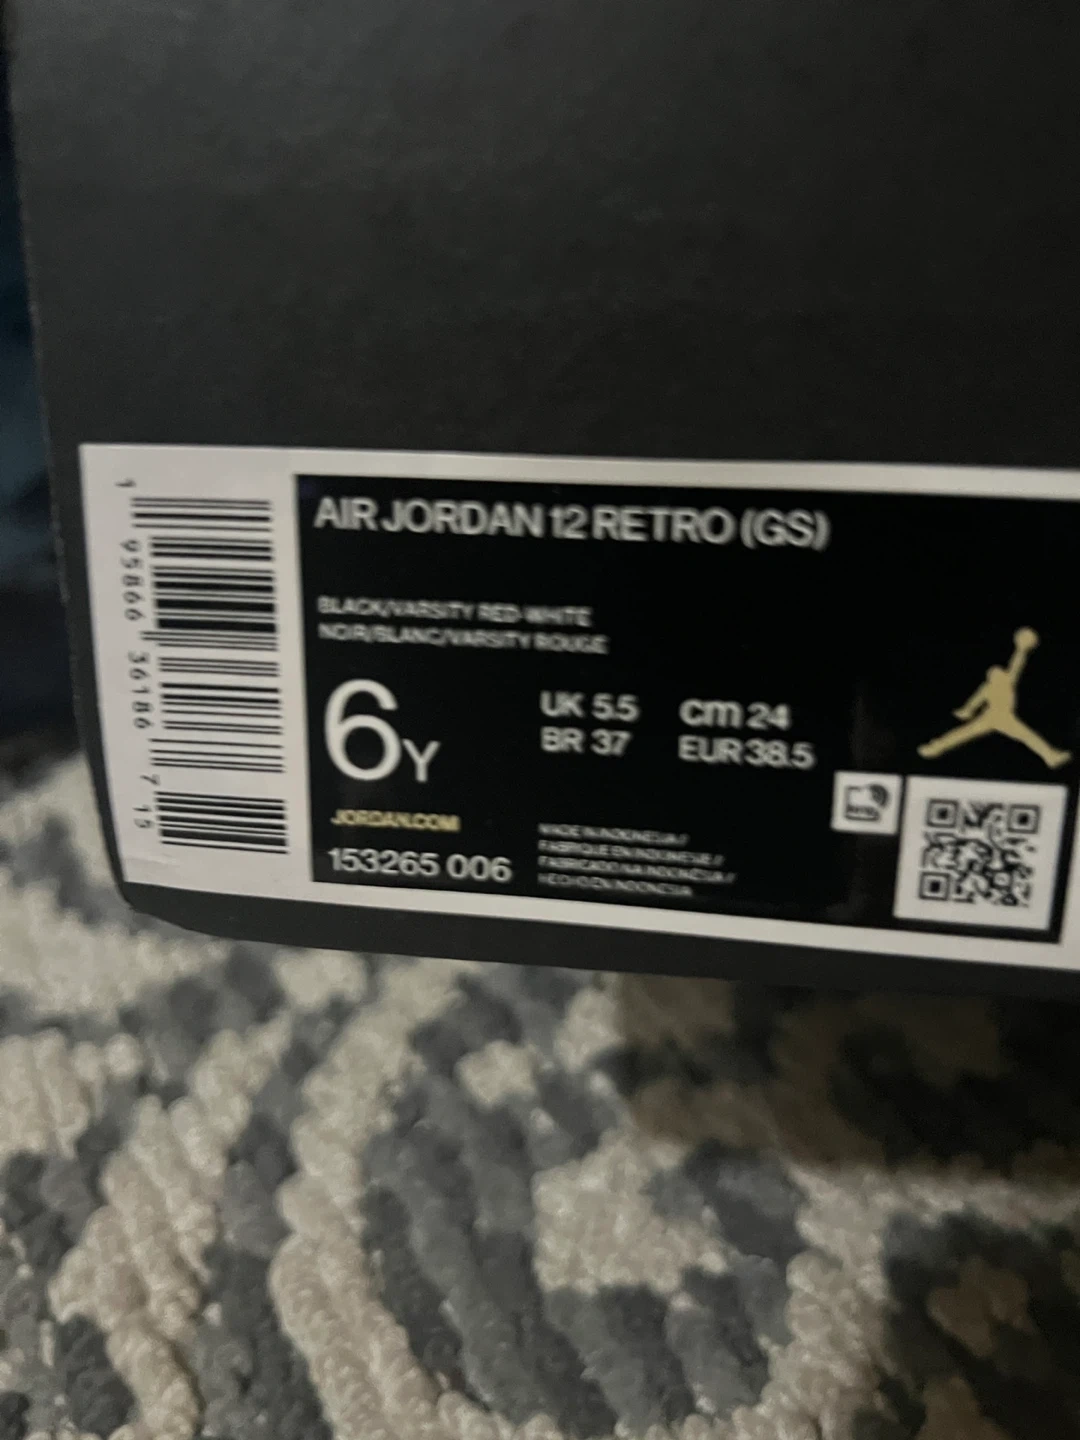 AIR JORDAN 12 RETRO (GS)
BLACK/VARSITY RED-WHITE
NOIR/BLANC/VARSITY ROUGE
6Y
UK 5.5
cm 24
BR 37
EUR 38.5
JORDAN.COM
153265 006
MADE IN INDONESIA /
FABRIQUE EN INDONESIE /
FABRICADO NA INDONESIA /
HECHO EN INDONESIA
1 95866 36186 7 15